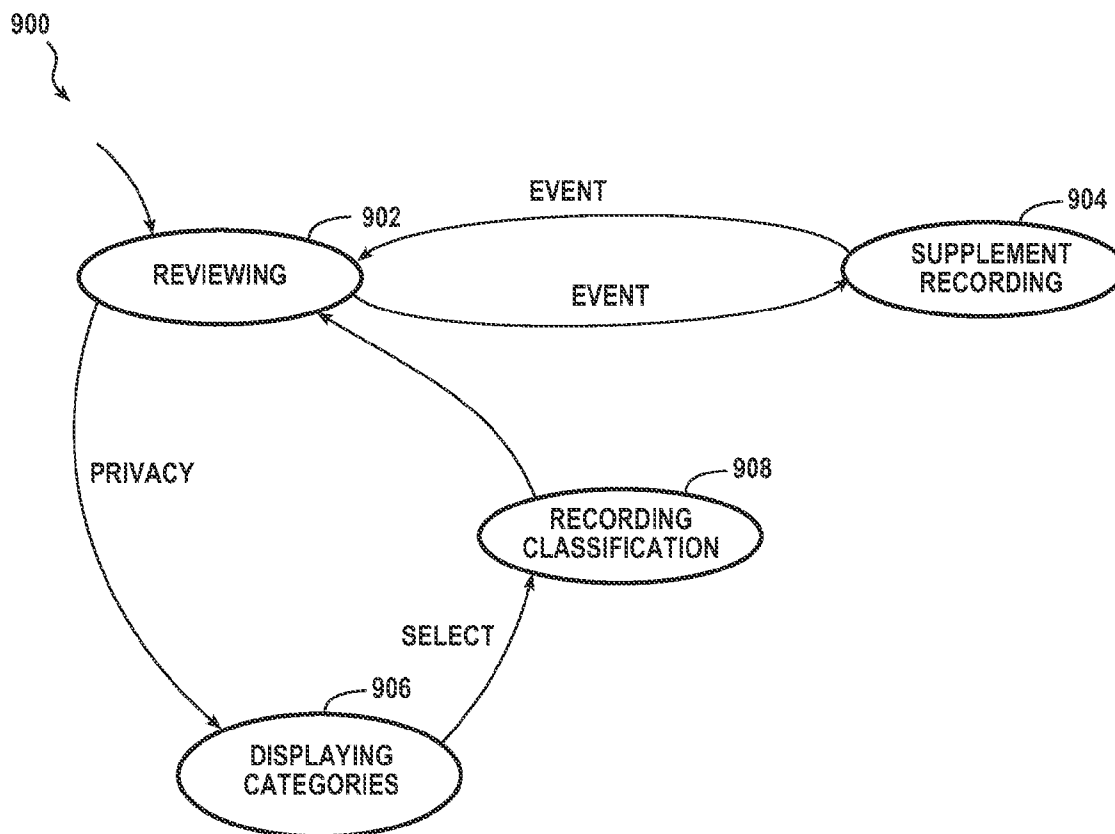 900
902
REVIEWING
EVENT
904
SUPPLEMENT
RECORDING
EVENT
PRIVACY
908
RECORDING
CLASSIFICATION
SELECT
906
DISPLAYING
CATEGORIES